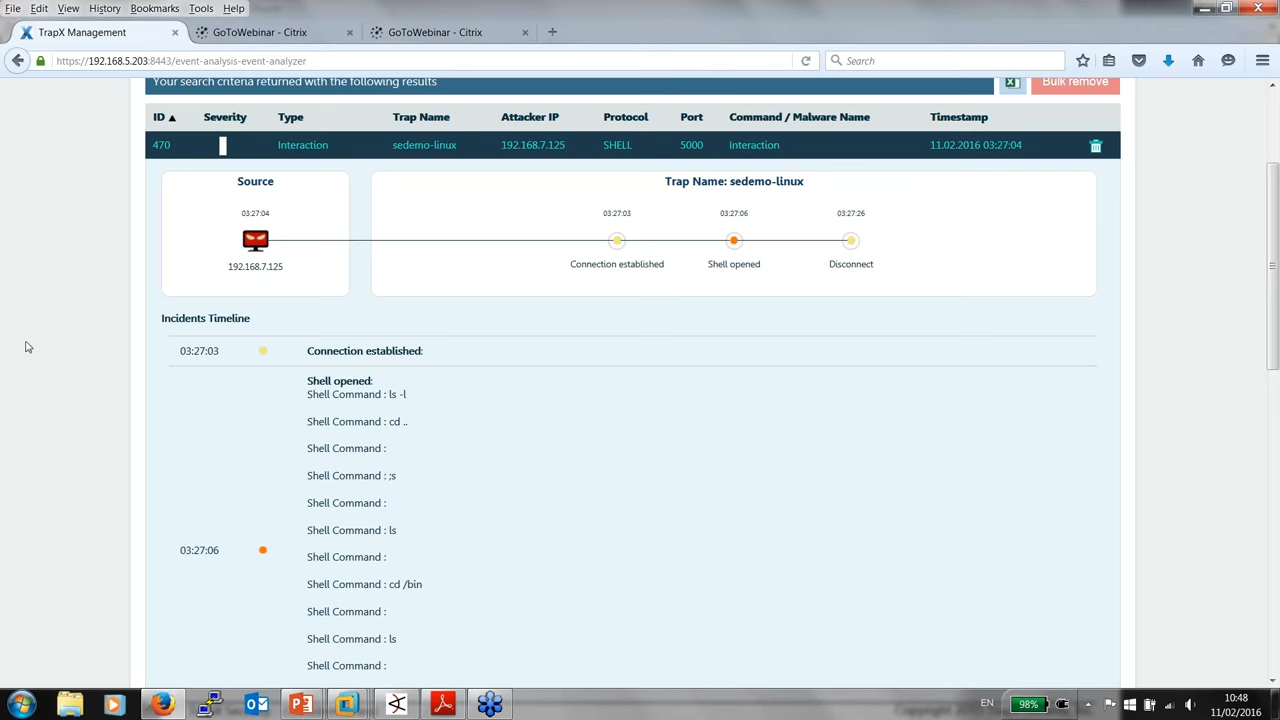 File Edit View History Bookmarks Tools Help
TrapX Management × GoToWebinar - Citrix × GoToWebinar - Citrix ×
https://192.168.5.203:8443/event-analysis-event-analyzer Search
Your search criteria returned with the following results Bulk remove
ID Severity Type Trap Name Attacker IP Protocol Port Command / Malware Name Timestamp
470 Interaction sedemo-linux 192.168.7.125 SHELL 5000 Interaction 11.02.2016 03:27:04
Source Trap Name: sedemo-linux
03:27:04 03:27:03 03:27:06 03:27:26
192.168.7.125 Connection established Shell opened Disconnect
Incidents Timeline
03:27:03 Connection established:
Shell opened:
Shell Command : ls -l
Shell Command : cd ..
Shell Command :
Shell Command : ;s
Shell Command :
Shell Command : ls
03:27:06
Shell Command :
Shell Command : cd /bin
Shell Command :
Shell Command : ls
Shell Command :
EN 98% 10:48
11/02/2016